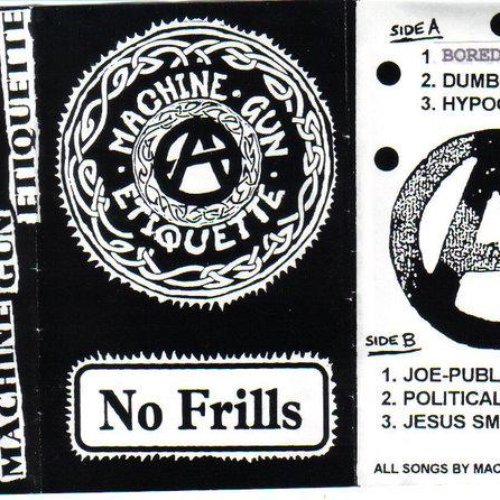 MACHINE GUN ETIQUETTE
MACHINE · GUN ·
ETIQUETTE ·
No Frills
SIDE A
1 BORED
2. DUMB
3. HYPOC
SIDE B
1. JOE-PUBL
2. POLITICAL
3. JESUS SM
ALL SONGS BY MAC